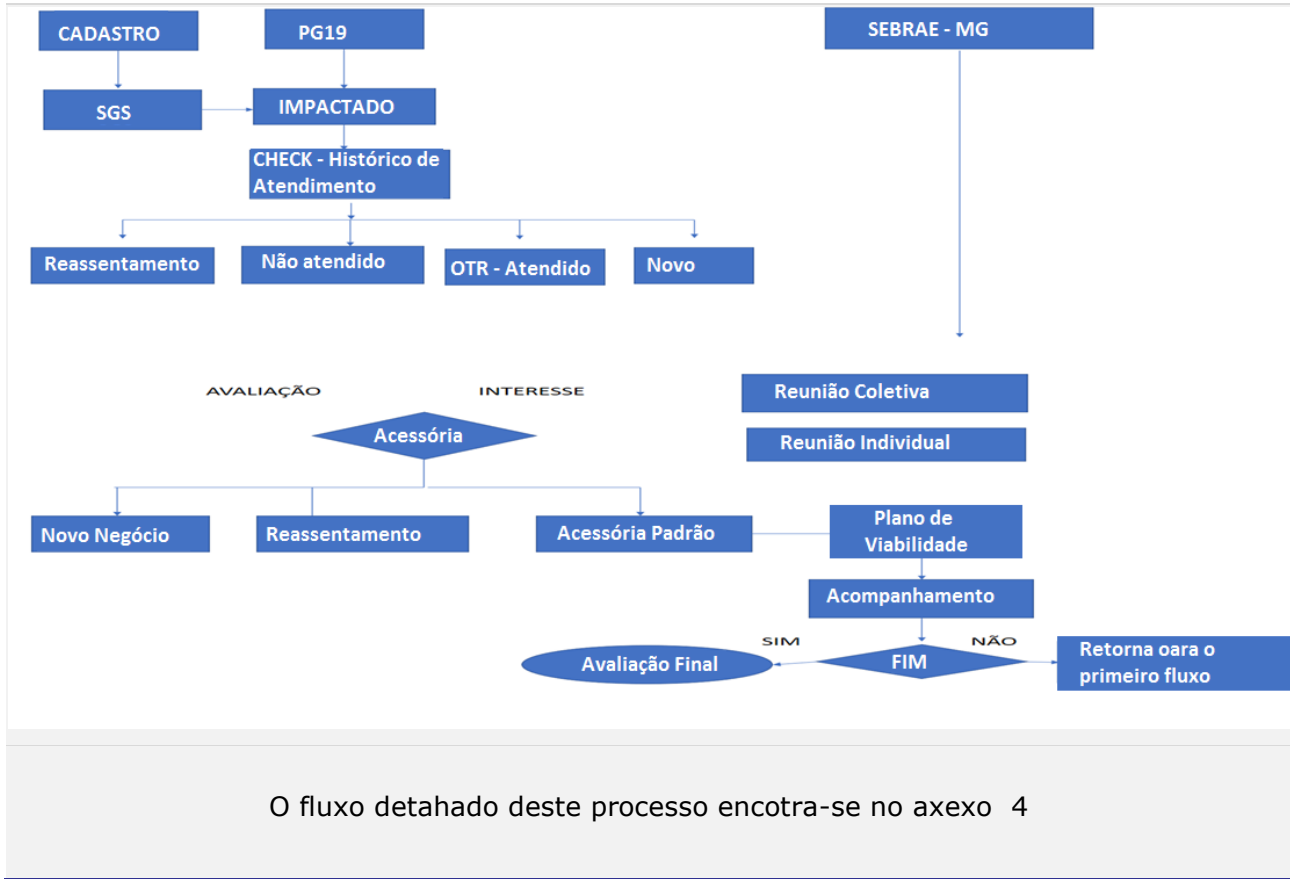 CADASTRO
PG19
SEBRAE - MG
SGS
IMPACTADO
CHECK - Histórico de
Atendimento
Reassentamento
Não atendido
OTR - Atendido
Novo
AVALIAÇÃO
INTERESSE
Acessória
Reunião Coletiva
Reunião Individual
Novo Negócio
Reassentamento
Acessória Padrão
Plano de
Viabilidade
Acompanhamento
SIM
NÃO
Avaliação Final
FIM
Retorna oara o
primeiro fluxo
O fluxo detahado deste processo encotra-se no axexo 4